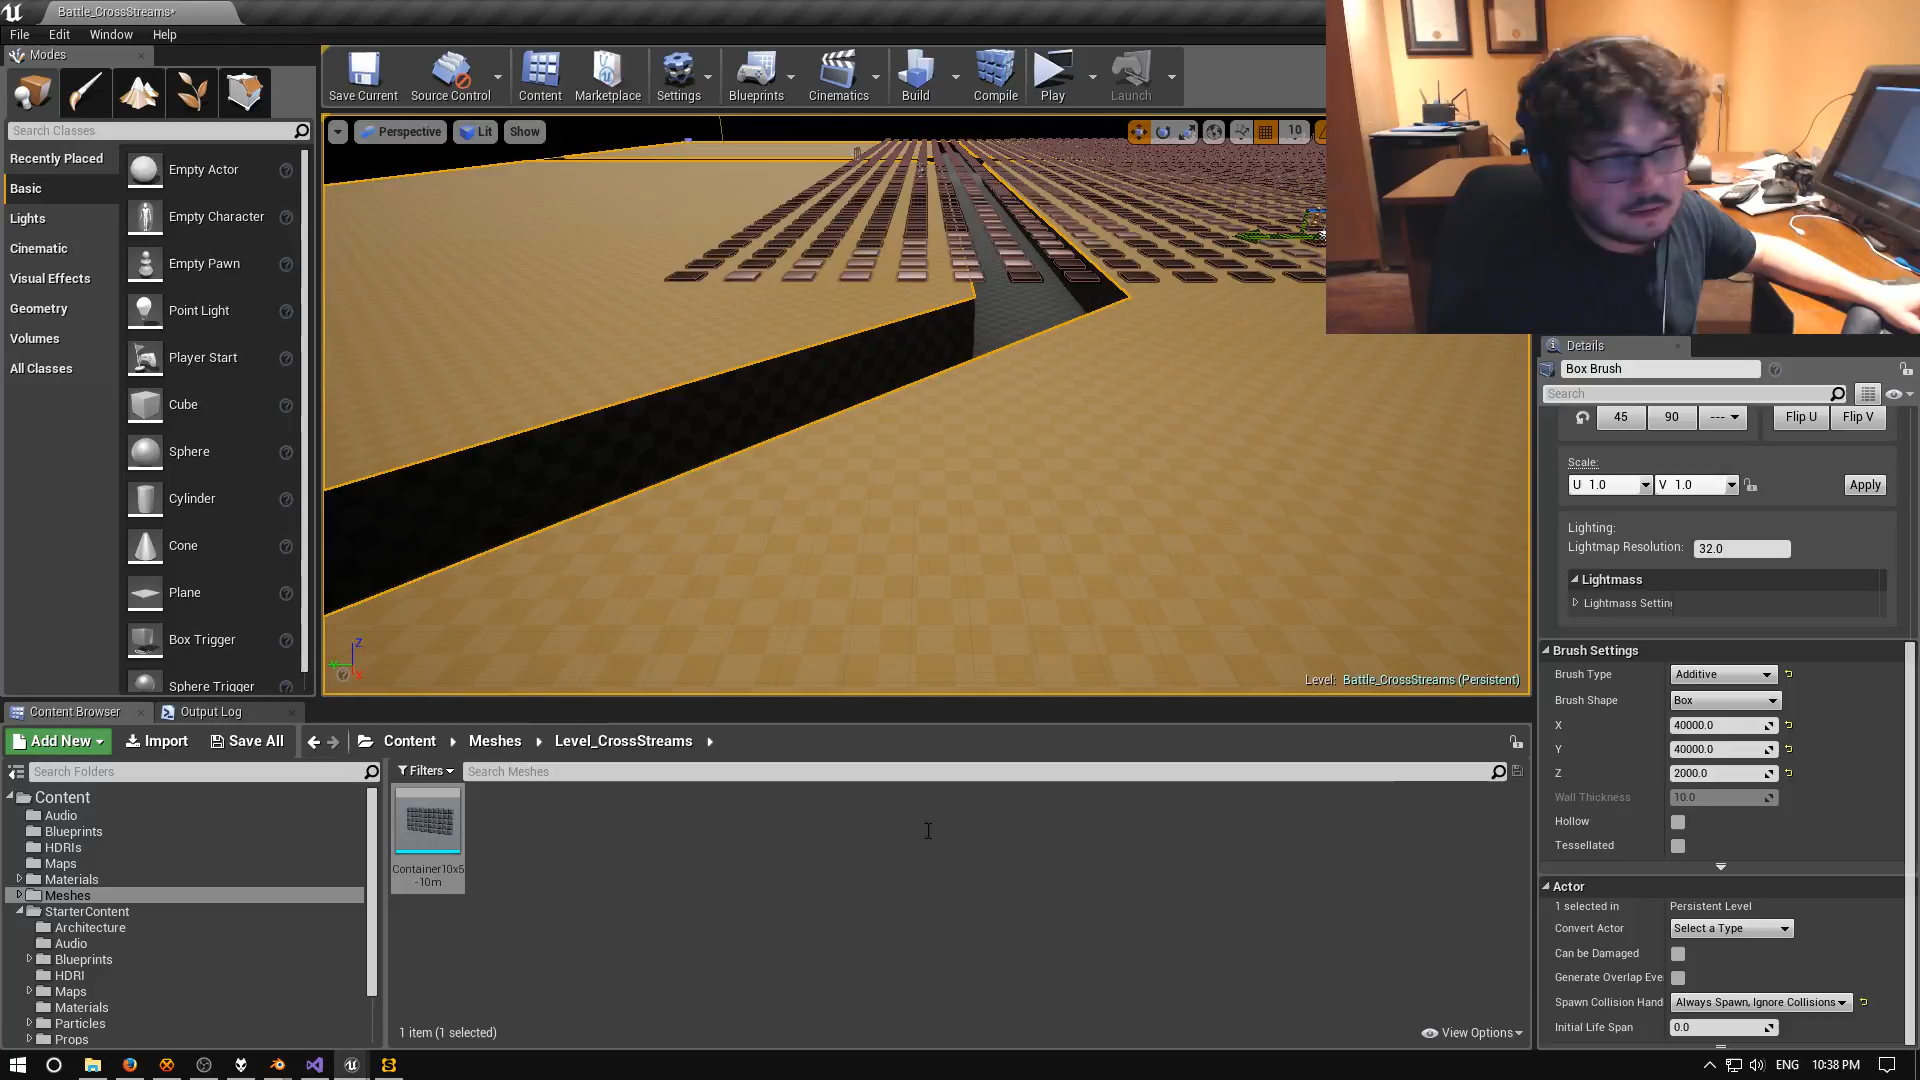 Battle_CrossStreams*
File Edit Window Help
Modes
Search Classes
Recently Placed
Basic
Lights
Cinematic
Visual Effects
Geometry
Volumes
All Classes
Empty Actor
Empty Character
Empty Pawn
Point Light
Player Start
Cube
Sphere
Cylinder
Cone
Plane
Box Trigger
Sphere Trigger
Save Current
Source Control
Content
Marketplace
Settings
Blueprints
Cinematics
Build
Compile
Play
Launch
Perspective
Lit
Show
10
Level: Battle_CrossStreams (Persistent)
Z
Details
Box Brush
Search
45
90
---
Flip U
Flip V
Scale:
U 1.0
V 1.0
Apply
Lighting:
Lightmap Resolution: 32.0
Lightmass
Lightmass Setting
Brush Settings
Brush Type Additive
Brush Shape Box
X 40000.0
Y 40000.0
Z 2000.0
Wall Thickness 10.0
Hollow
Tessellated
Actor
1 selected in Persistent Level
Convert Actor Select a Type
Can be Damaged
Generate Overlap Eve
Spawn Collision Hand Always Spawn, Ignore Collisions
Initial Life Span 0.0
Content Browser
Output Log
Add New
Import
Save All
Content
Meshes
Level_CrossStreams
Search Folders
Filters
Search Meshes
Content
Audio
Blueprints
HDRIs
Maps
Materials
Meshes
StarterContent
Architecture
Audio
Blueprints
HDRI
Maps
Materials
Particles
Props
Container10x5
-10m
1 item (1 selected)
View Options
ENG
10:38 PM